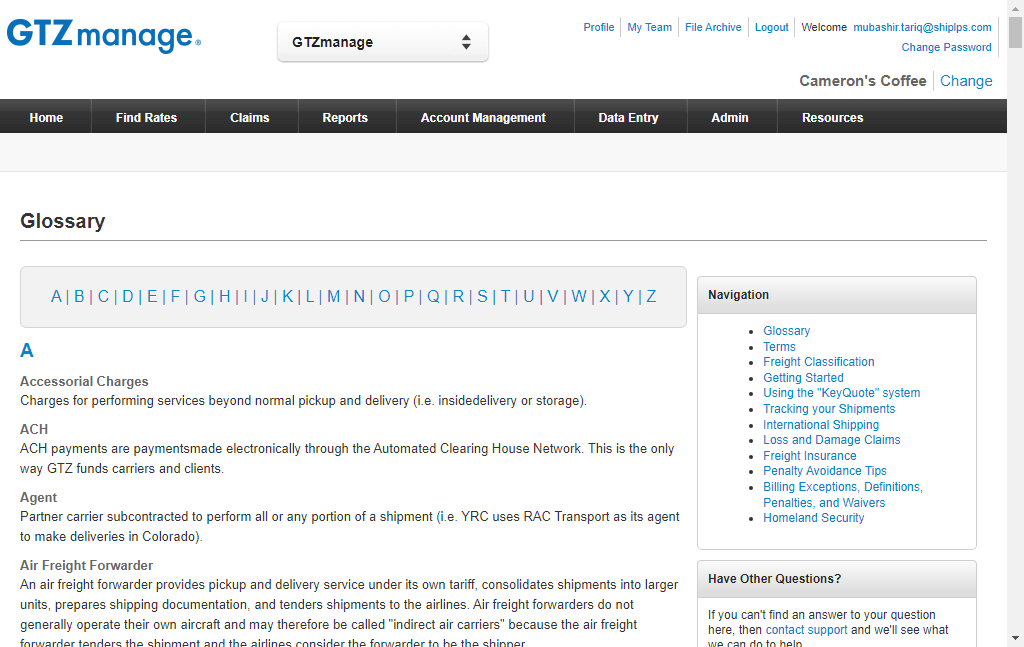 GTZmanage®
GTZmanage
Profile My Team File Archive Logout Welcome mubashir.tariq@shiplps.com
Change Password
Cameron's Coffee Change
Home Find Rates Claims Reports Account Management Data Entry Admin Resources
Glossary
A | B | C | D | E | F | G | H | I | J | K | L | M | N | O | P | Q | R | S | T | U | V | W | X | Y | Z
A
Accessorial Charges
Charges for performing services beyond normal pickup and delivery (i.e. insidedelivery or storage).
ACH
ACH payments are paymentsmade electronically through the Automated Clearing House Network. This is the only
way GTZ funds carriers and clients.
Agent
Partner carrier subcontracted to perform all or any portion of a shipment (i.e. YRC uses RAC Transport as its agent
to make deliveries in Colorado).
Air Freight Forwarder
An air freight forwarder provides pickup and delivery service under its own tariff, consolidates shipments into larger
units, prepares shipping documentation, and tenders shipments to the airlines. Air freight forwarders do not
generally operate their own aircraft and may therefore be called "indirect air carriers" because the air freight
forwarder tenders the shipment and the airlines consider the forwarder to be the shipper.
Navigation
Glossary
Terms
Freight Classification
Getting Started
Using the "KeyQuote" system
Tracking your Shipments
International Shipping
Loss and Damage Claims
Freight Insurance
Penalty Avoidance Tips
Billing Exceptions, Definitions,
Penalties, and Waivers
Homeland Security
Have Other Questions?
If you can't find an answer to your question
here, then contact support and we'll see what
we can do to help.